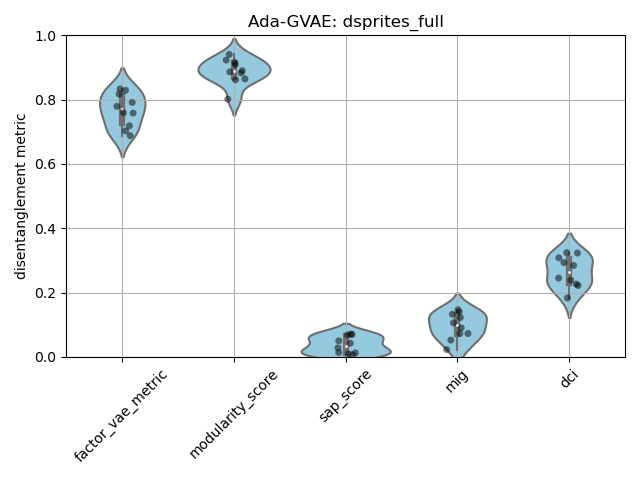 Ada-GVAE: dsprites_full
disentanglement metric
1.0
0.8
0.6
0.4
0.2
0.0
factor_vae_metric
modularity_score
sap_score
mig
dci